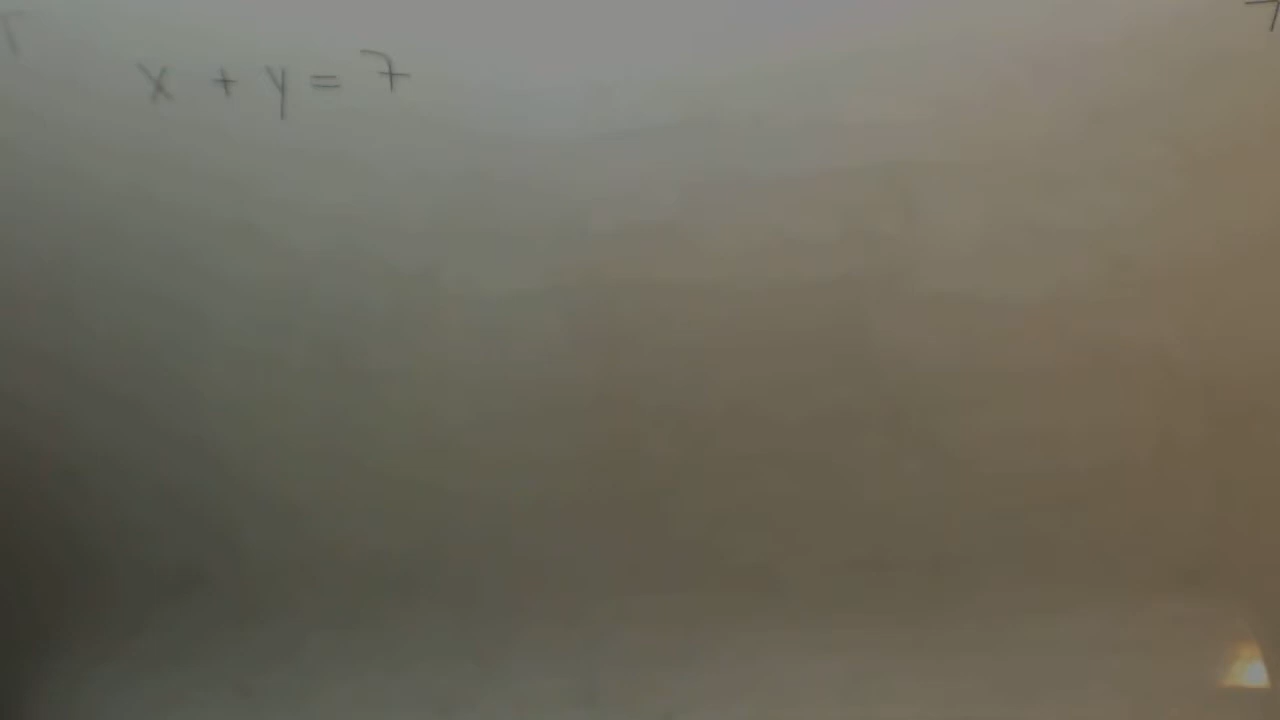 x + y = 7